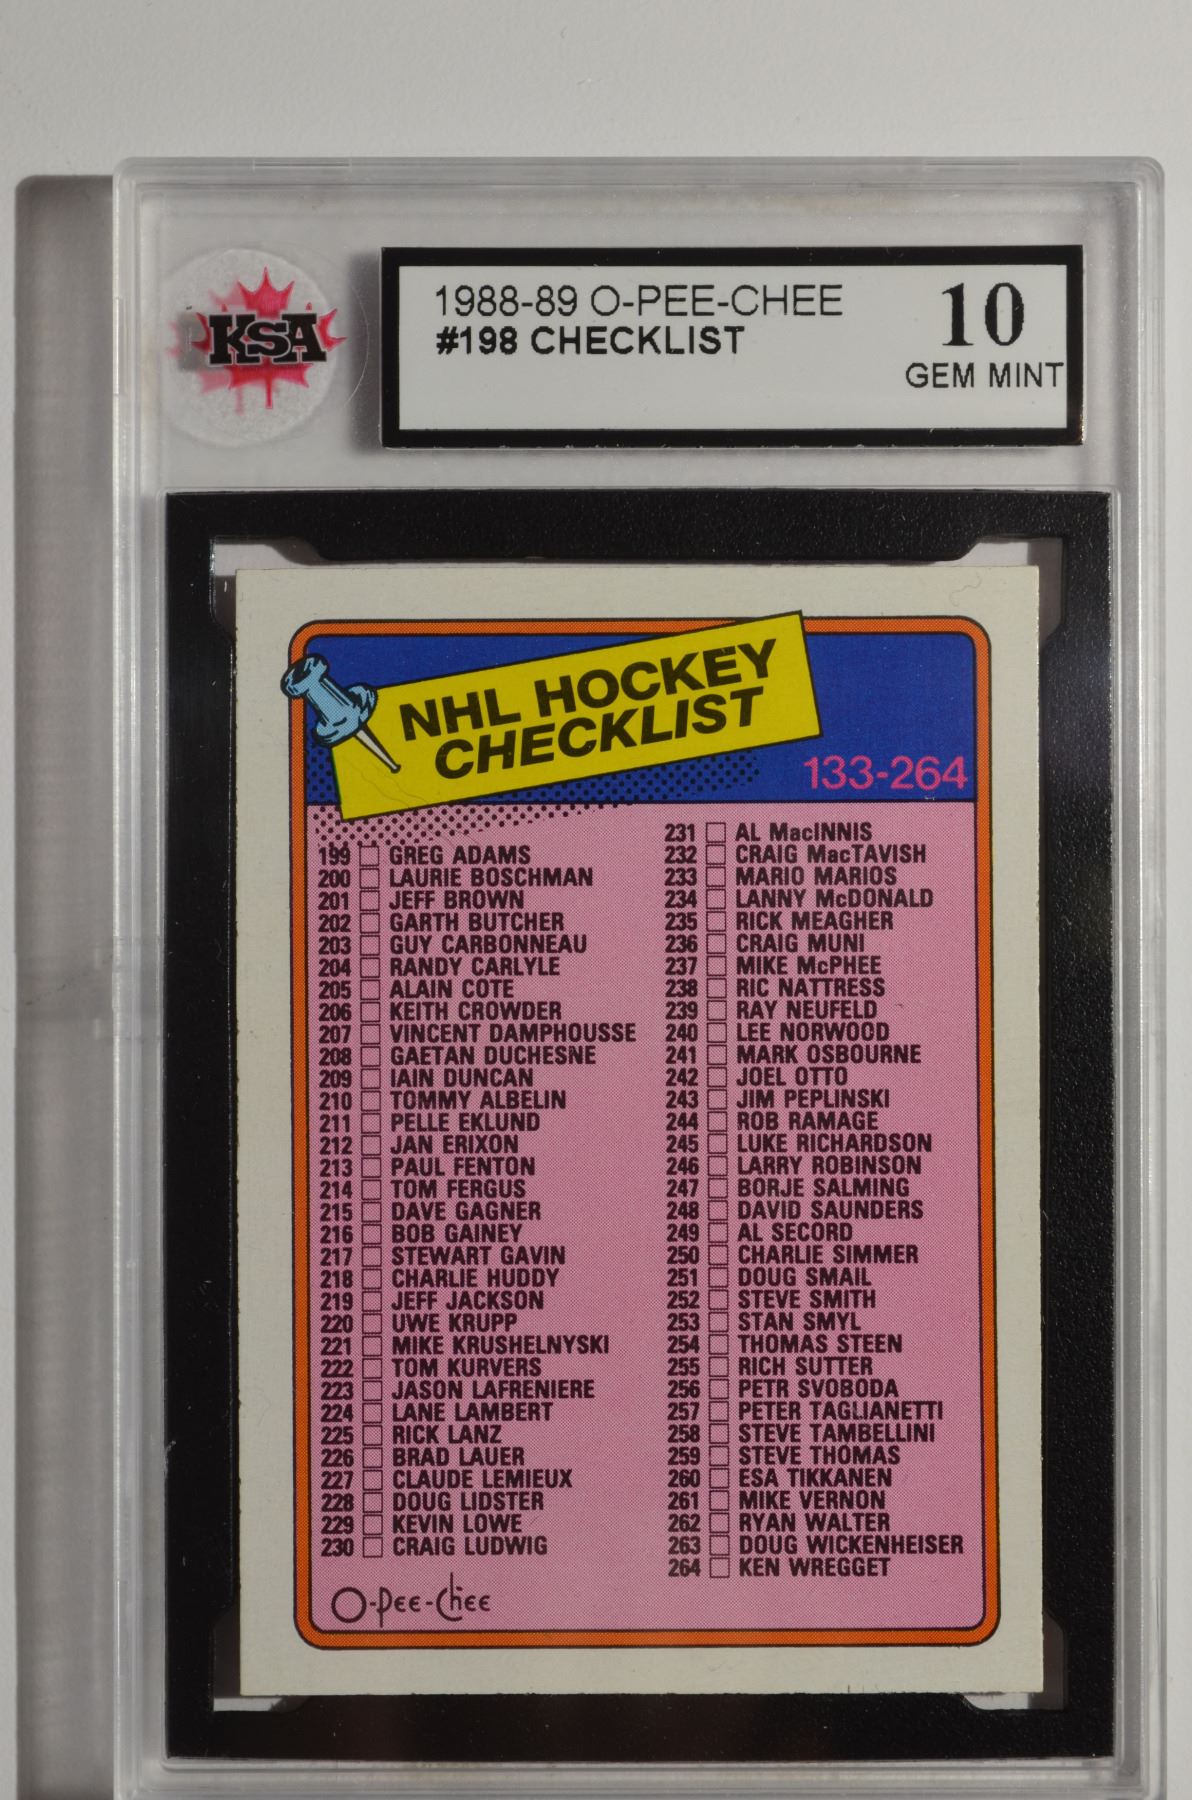 KSA
1988-89 O-PEE-CHEE
#198 CHECKLIST
10
GEM MINT
NHL HOCKEY
CHECKLIST
133-264
199 GREG ADAMS
200 LAURIE BOSCHMAN
201 JEFF BROWN
202 GARTH BUTCHER
203 GUY CARBONNEAU
204 RANDY CARLYLE
205 ALAIN COTE
206 KEITH CROWDER
207 VINCENT DAMPHOUSSE
208 GAETAN DUCHESNE
209 IAIN DUNCAN
210 TOMMY ALBELIN
211 PELLE EKLUND
212 JAN ERIXON
213 PAUL FENTON
214 TOM FERGUS
215 DAVE GAGNER
216 BOB GAINEY
217 STEWART GAVIN
218 CHARLIE HUDDY
219 JEFF JACKSON
220 UWE KRUPP
221 MIKE KRUSHELNYSKI
222 TOM KURVERS
223 JASON LAFRENIERE
224 LANE LAMBERT
225 RICK LANZ
226 BRAD LAUER
227 CLAUDE LEMIEUX
228 DOUG LIDSTER
229 KEVIN LOWE
230 CRAIG LUDWIG
231 AL MacINNIS
232 CRAIG MacTAVISH
233 MARIO MARIOS
234 LANNY McDONALD
235 RICK MEAGHER
236 CRAIG MUNI
237 MIKE McPHEE
238 RIC NATTRESS
239 RAY NEUFELD
240 LEE NORWOOD
241 MARK OSBOURNE
242 JOEL OTTO
243 JIM PEPLINSKI
244 ROB RAMAGE
245 LUKE RICHARDSON
246 LARRY ROBINSON
247 BORJE SALMING
248 DAVID SAUNDERS
249 AL SECORD
250 CHARLIE SIMMER
251 DOUG SMAIL
252 STEVE SMITH
253 STAN SMYL
254 THOMAS STEEN
255 RICH SUTTER
256 PETR SVOBODA
257 PETER TAGLIANETTI
258 STEVE TAMBELLINI
259 STEVE THOMAS
260 ESA TIKKANEN
261 MIKE VERNON
262 RYAN WALTER
263 DOUG WICKENHEISER
264 KEN WREGGET
O-Pee-Chee